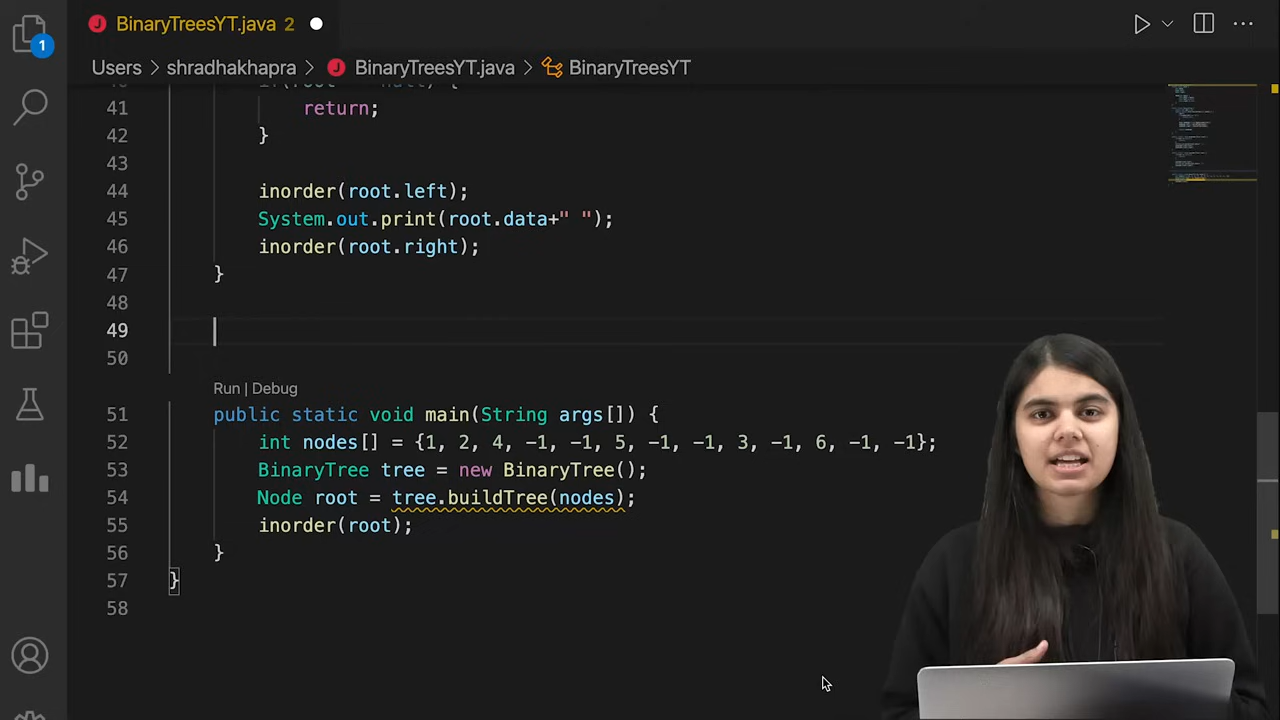 BinaryTreesYT.java 2
1
Users > shradhakhapra > BinaryTreesYT.java > BinaryTreesYT
41 return;
42 }
43
44 inorder(root.left);
45 System.out.print(root.data+" ");
46 inorder(root.right);
47 }
48
49
50
Run | Debug
51 public static void main(String args[]) {
52 int nodes[] = {1, 2, 4, -1, -1, 5, -1, -1, 3, -1, 6, -1, -1};
53 BinaryTree tree = new BinaryTree();
54 Node root = tree.buildTree(nodes);
55 inorder(root);
56 }
57 }
58